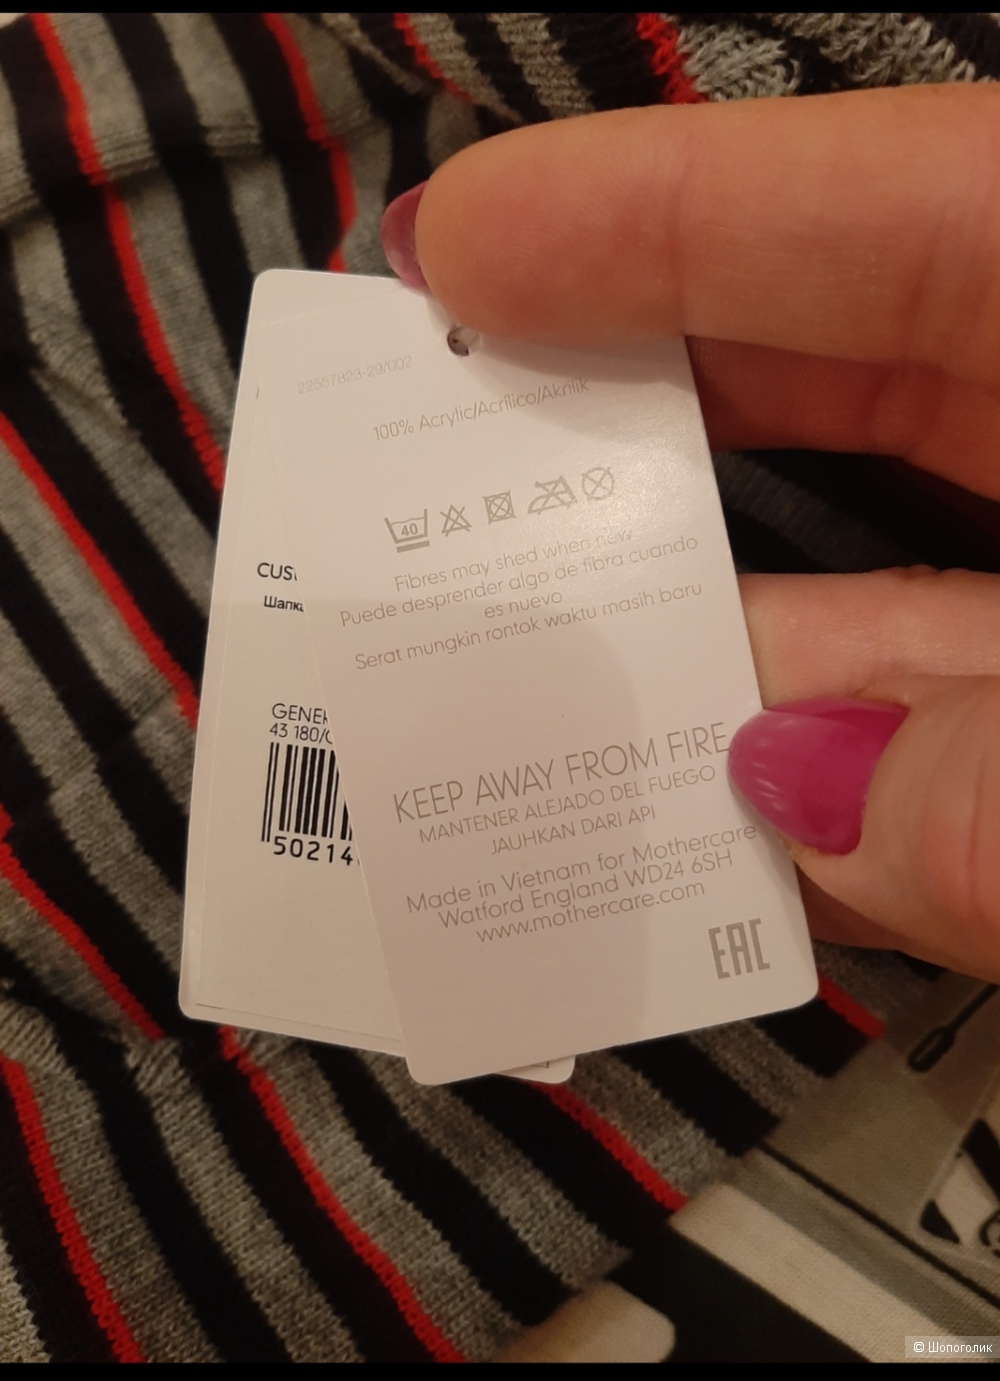 22557823-29/002
100% Acrylic/Acrílico/Akrilik
40
Fibres may shed when new
Puede desprender algo de fibra cuando
es nuevo
Serat mungkin rontok waktu masih baru
KEEP AWAY FROM FIRE
MANTENER ALEJADO DEL FUEGO
JAUHKAN DARI API
Made in Vietnam for Mothercare
Watford England WD24 6SH
www.mothercare.com
EAC
CUS
Шапка
GENER
43 180/
50214
© Шопоголик